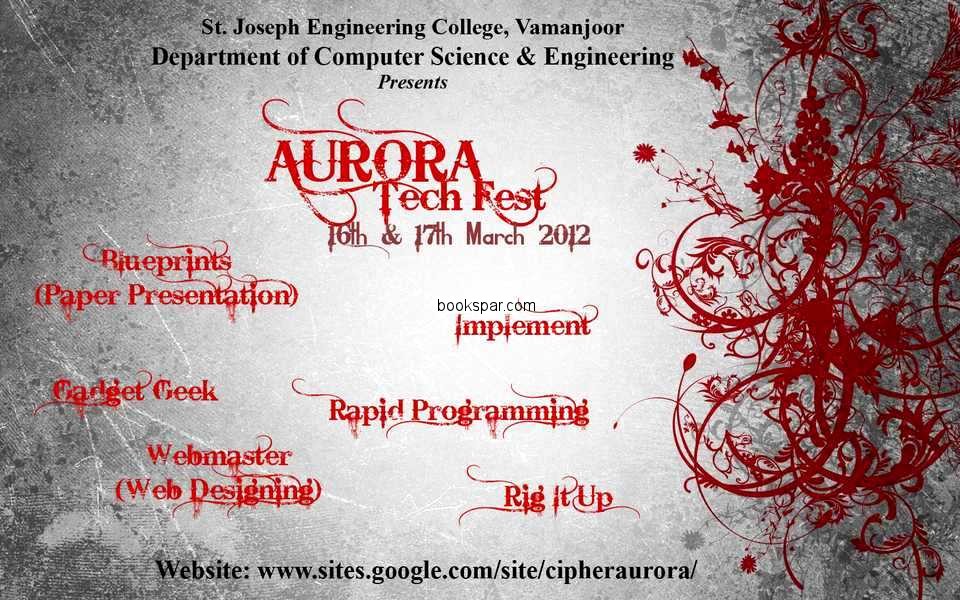 St. Joseph Engineering College, Vamanjoor
Department of Computer Science & Engineering
Presents
AURORA
Tech Fest
16th & 17th March 2012
Blueprints
(Paper Presentation)
bookspar.com
Implement
Gadget Geek
Rapid Programming
Webmaster
(Web Designing)
Rig It Up
Website: www.sites.google.com/site/cipheraurora/